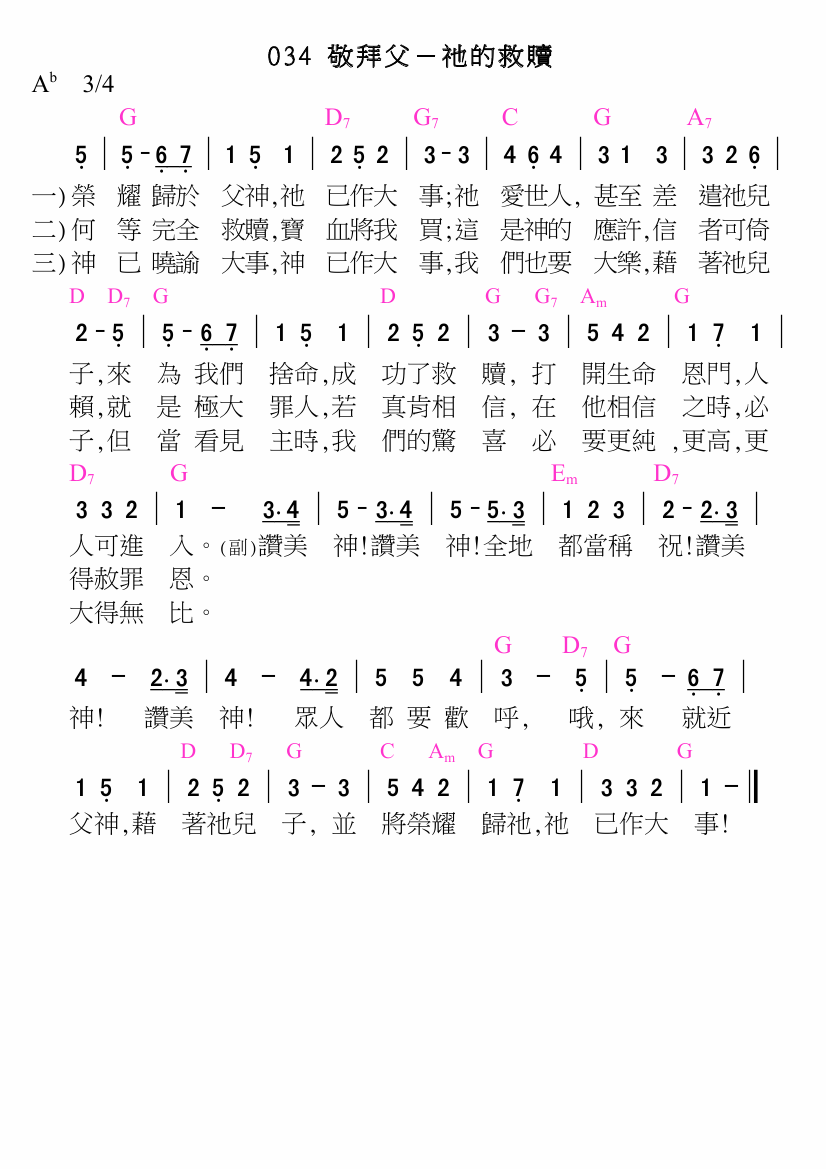 034 敬拜父－祂的救贖
A♭ 3/4
G D7 G7 C G A7
5 | 5 - 6 7 | 1 5 1 | 2 5 2 | 3 - 3 | 4 6 4 | 3 1 3 | 3 2 6 |
一)榮 耀 歸於 父神,祂 已作大 事;祂 愛世人, 甚至 差 遣祂兒
二)何 等 完全 救贖,寶 血將我 買;這 是神的 應許,信 者可倚
三)神 已 曉諭 大事,神 已作大 事,我 們也要 大樂,藉 著祂兒
D D7 G D G G7 Am G
2 - 5 | 5 - 6 7 | 1 5 1 | 2 5 2 | 3 - 3 | 5 4 2 | 1 7 1 |
子,來 為 我們 捨命,成 功了救 贖, 打 開生命 恩門,人
賴,就 是 極大 罪人,若 真肯相 信, 在 他相信 之時,必
子,但 當 看見 主時,我 們的驚 喜 必 要更純 ,更高,更
D7 G Em D7
3 3 2 | 1 - 3. 4 | 5 - 3. 4 | 5 - 5. 3 | 1 2 3 | 2 - 2. 3 |
人可進 入。(副)讚美 神!讚美 神!全地 都當稱 祝!讚美
得赦罪 恩。
大得無 比。
G D7 G
4 - 2. 3 | 4 - 4. 2 | 5 5 4 | 3 - 5 | 5 - 6 7 |
神! 讚美 神! 眾人 都 要 歡 呼, 哦, 來 就近
D D7 G C Am G D G
1 5 1 | 2 5 2 | 3 - 3 | 5 4 2 | 1 7 1 | 3 3 2 | 1 - ‖
父神,藉 著祂兒 子, 並 將榮耀 歸祂,祂 已作大 事!